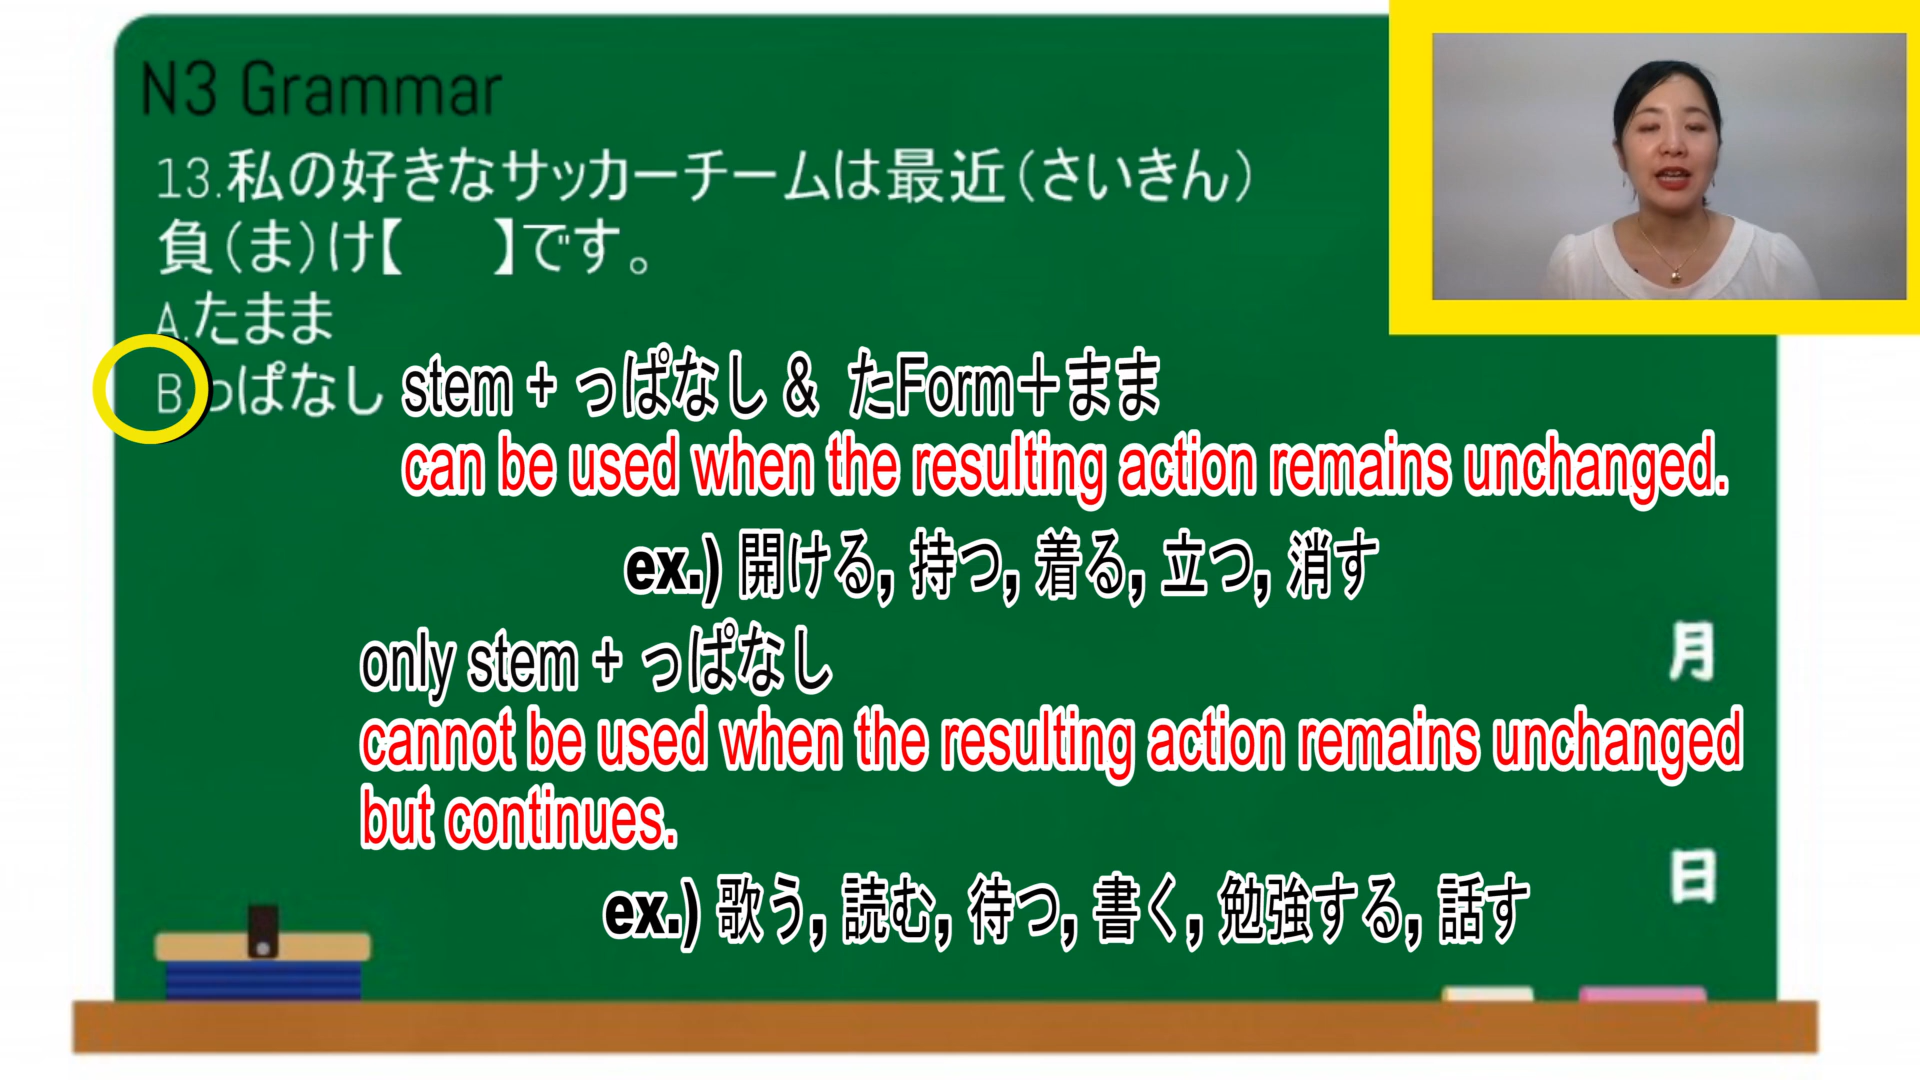 N3 Grammar
13.私の好きなサッカーチームは最近(さいきん)
負(ま)け【　　】です。
A.たまま
B.っぱなし stem + っぱなし & たForm＋まま
can be used when the resulting action remains unchanged.
ex.) 開ける, 持つ, 着る, 立つ, 消す
only stem + っぱなし
cannot be used when the resulting action remains unchanged
but continues.
ex.) 歌う, 読む, 待つ, 書く, 勉強する, 話す
月
日